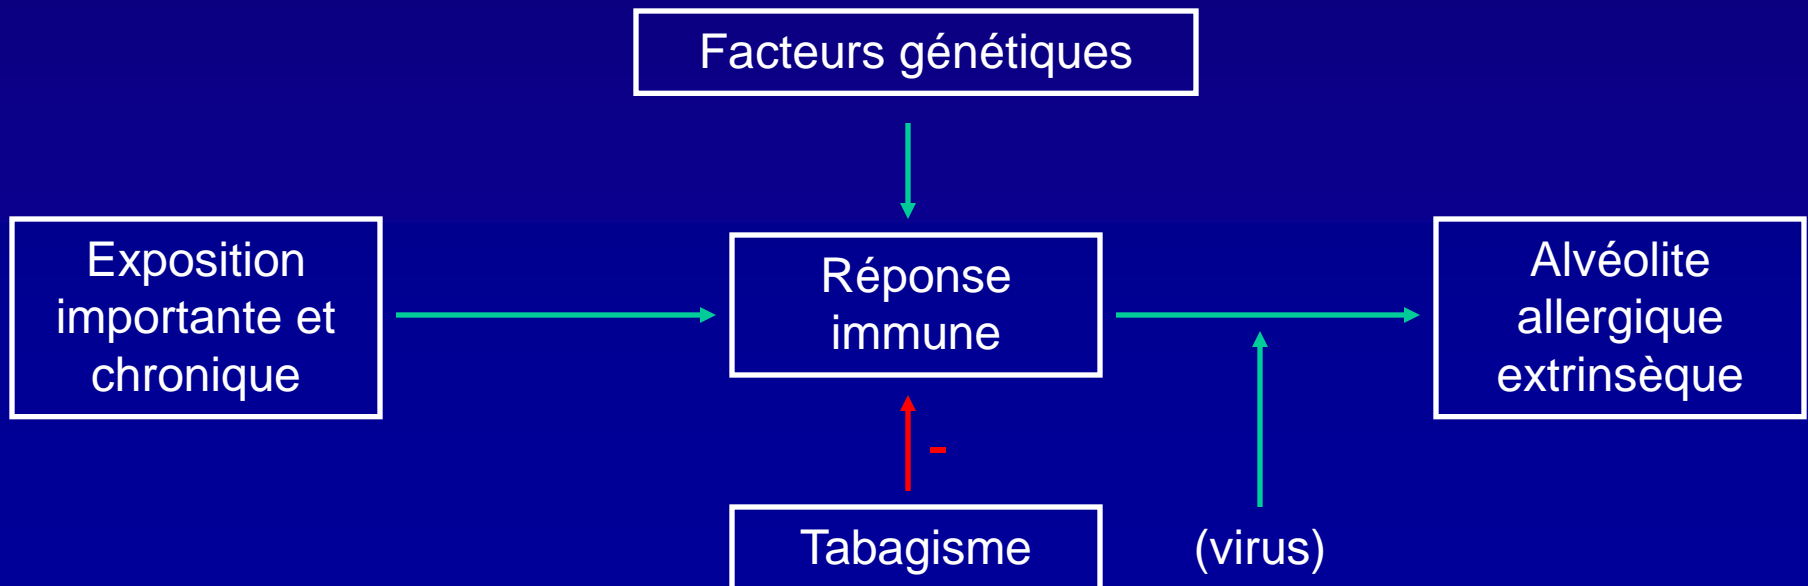 Facteurs génétiques
Exposition
importante et
chronique
Réponse
immune
Alvéolite
allergique
extrinsèque
-
Tabagisme
(virus)